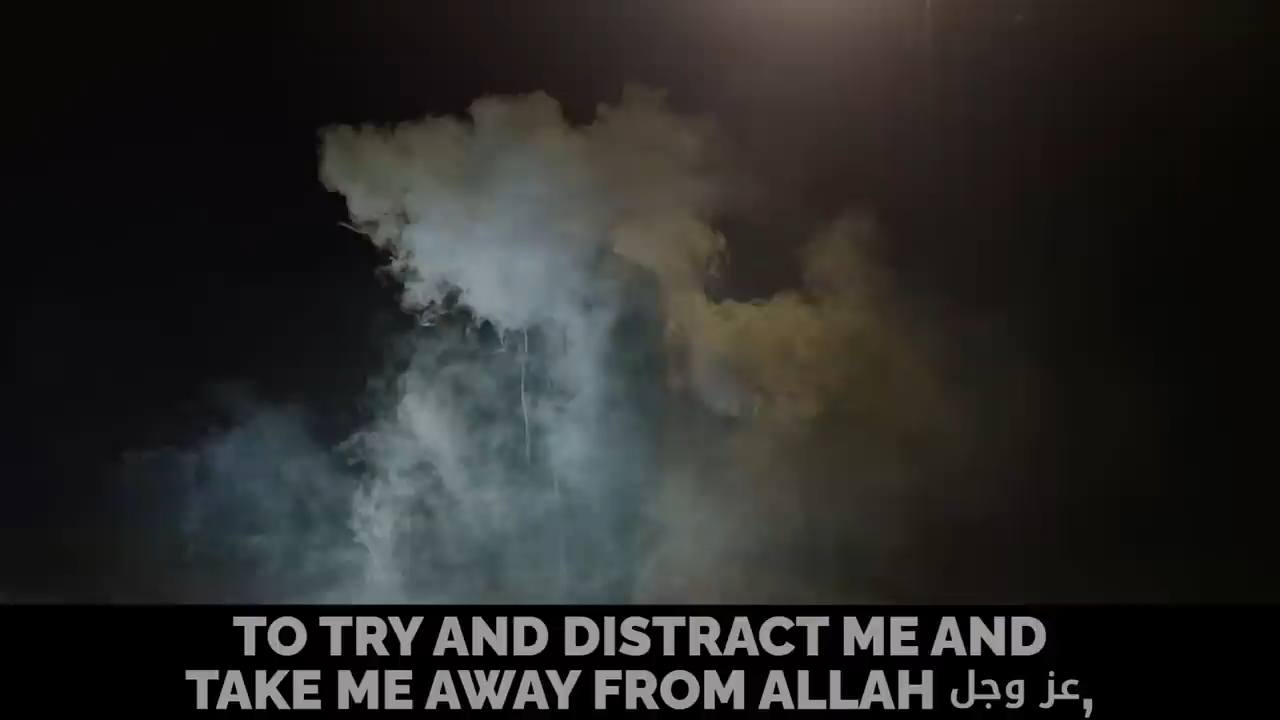 TO TRY AND DISTRACT ME AND
TAKE ME AWAY FROM ALLAH عز وجل,